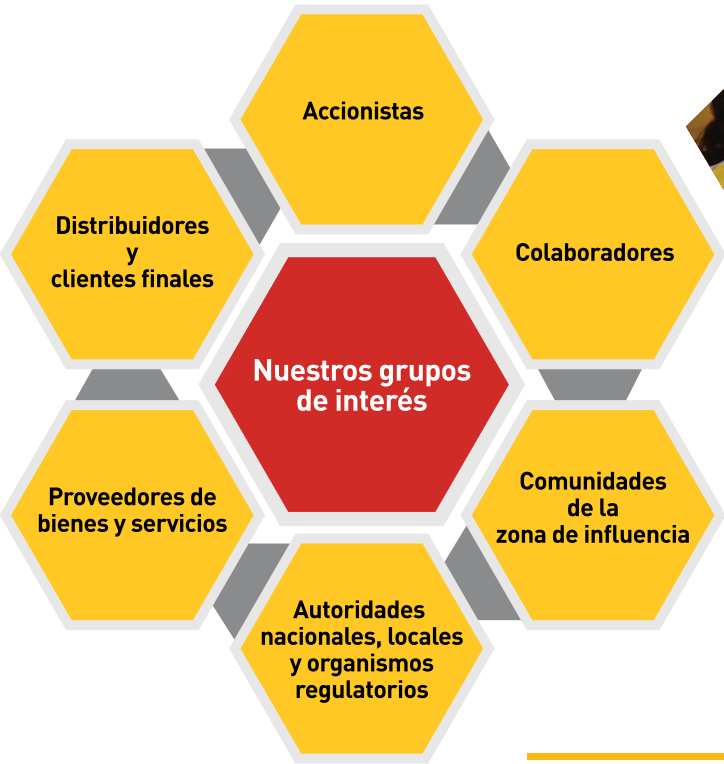 Accionistas
Distribuidores
y
clientes finales
Colaboradores
Nuestros grupos
de interés
Proveedores de
bienes y servicios
Comunidades
de la
zona de influencia
Autoridades
nacionales, locales
y organismos
regulatorios